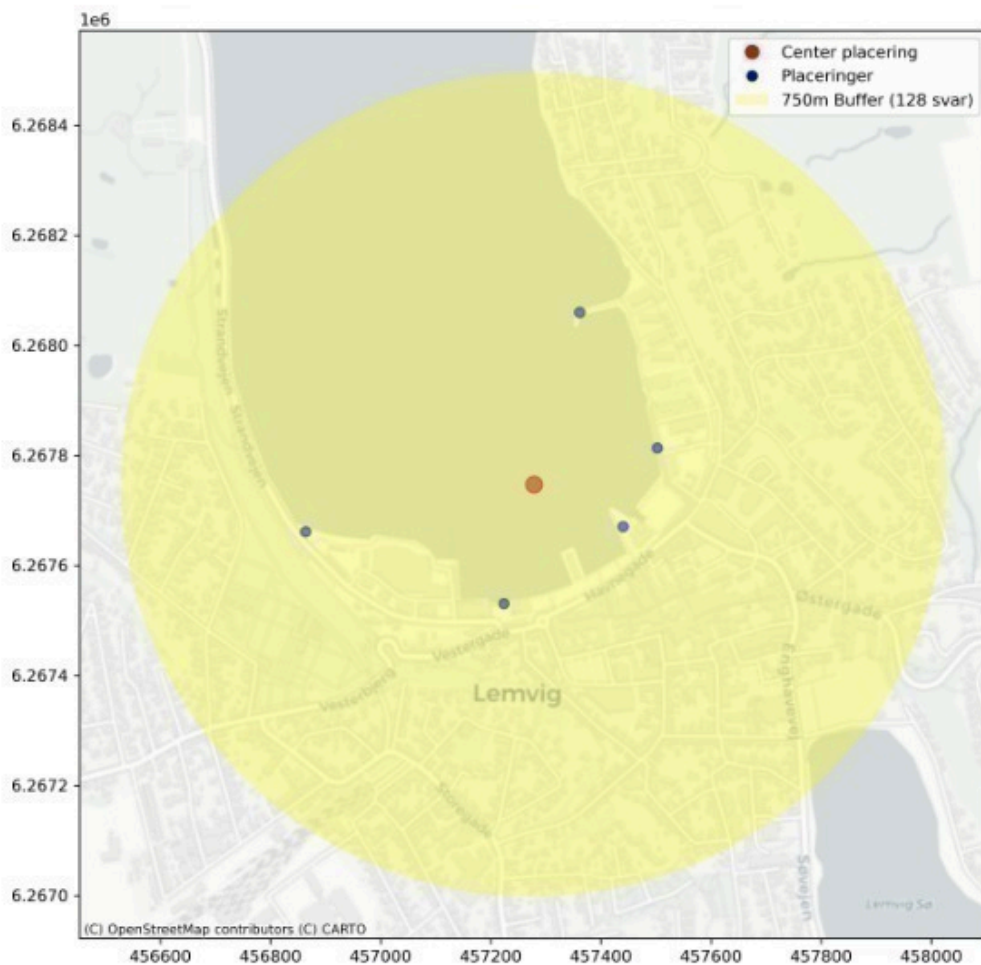 1e6
Center placering
Placeringer
750m Buffer (128 svar)
6.2684
6.2682
6.2680
6.2678
6.2676
6.2674
6.2672
6.2670
Strandvejen
Strandvejen
Havnegade
Østergade
Vestergade
Vesterbjerg
Lemvig
Enghavevej
Storegade
Søvejen
Lemvig Sø
(C) OpenStreetMap contributors (C) CARTO
456600 456800 457000 457200 457400 457600 457800 458000